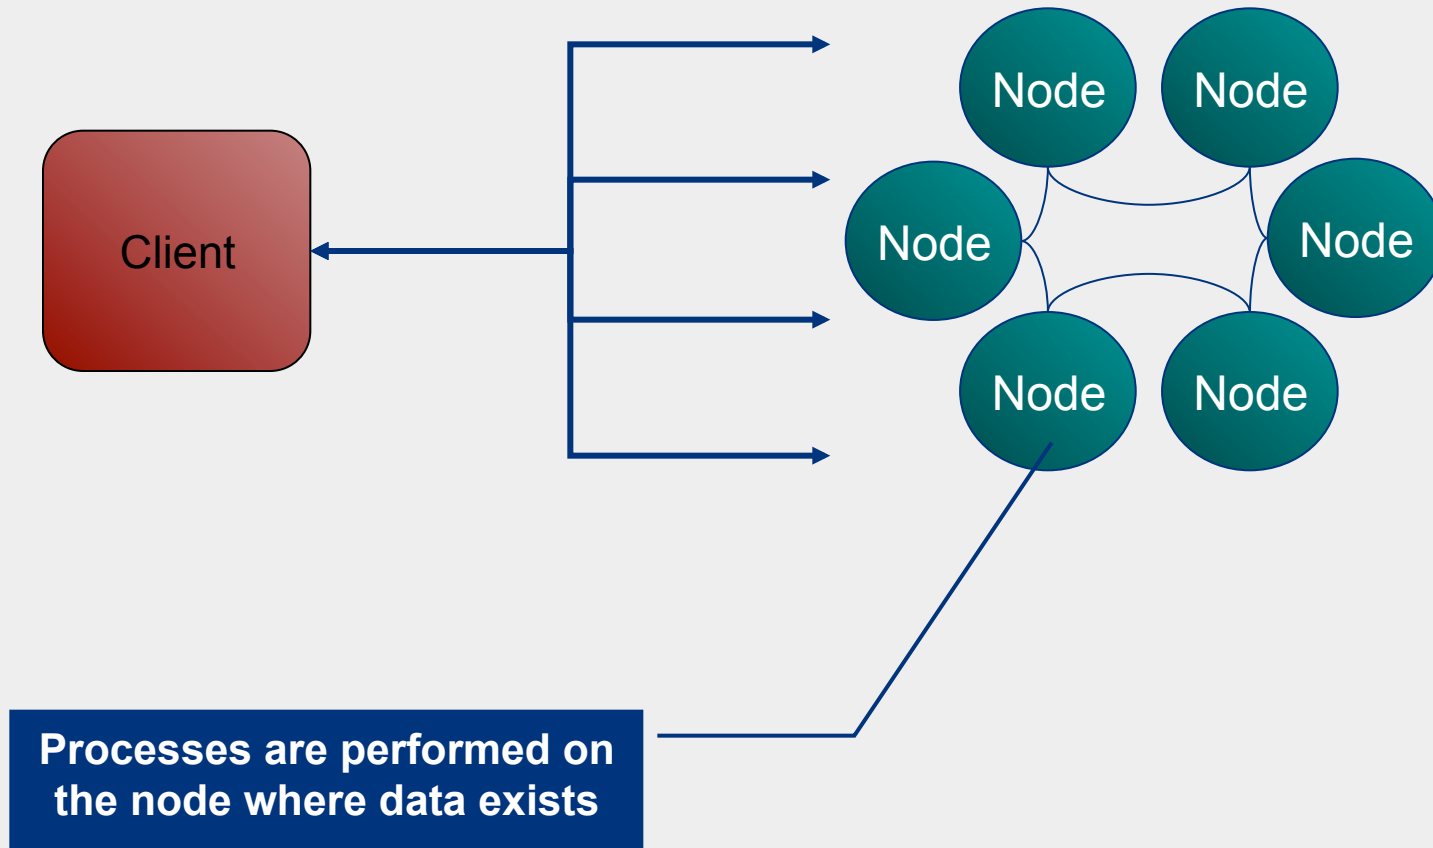 Node
Node
Client
Node
Node
Node
Node
Processes are performed on
the node where data exists